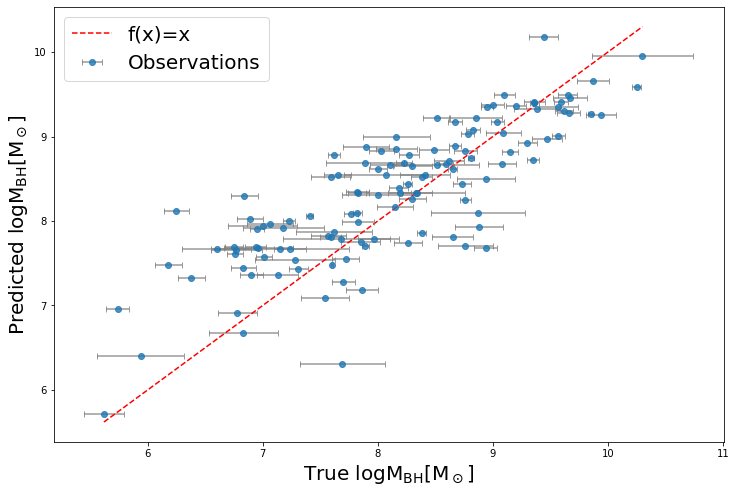 f(x)=x
Observations
10
9
8
7
6
Predicted logM_BH[M_⊙]
6 7 8 9 10 11
True logM_BH[M_⊙]